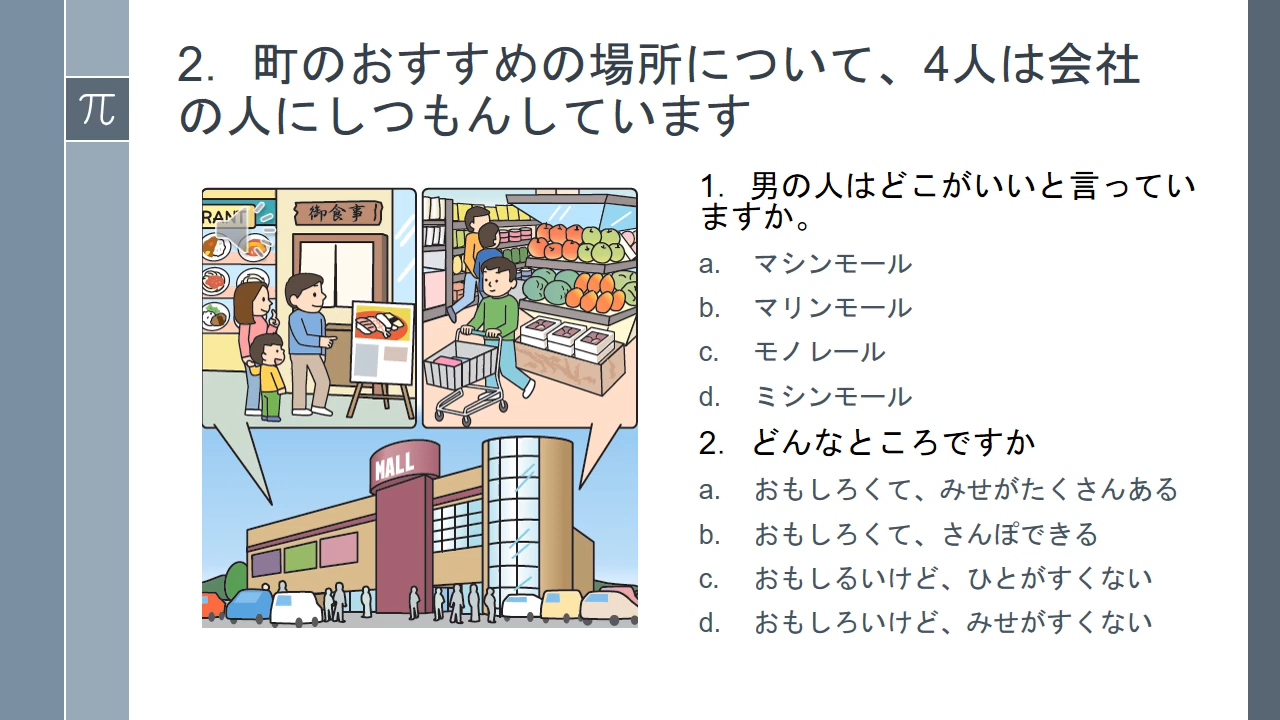 2. 町のおすすめの場所について、4人は会社
の人にしつもんしています
π
RANT
御食事
MALL
1. 男の人はどこがいいと言ってい
ますか。
a. マシンモール
b. マリンモール
c. モノレール
d. ミシンモール
2. どんなところですか
a. おもしろくて、みせがたくさんある
b. おもしろくて、さんぽできる
c. おもしるいけど、ひとがすくない
d. おもしろいけど、みせがすくない